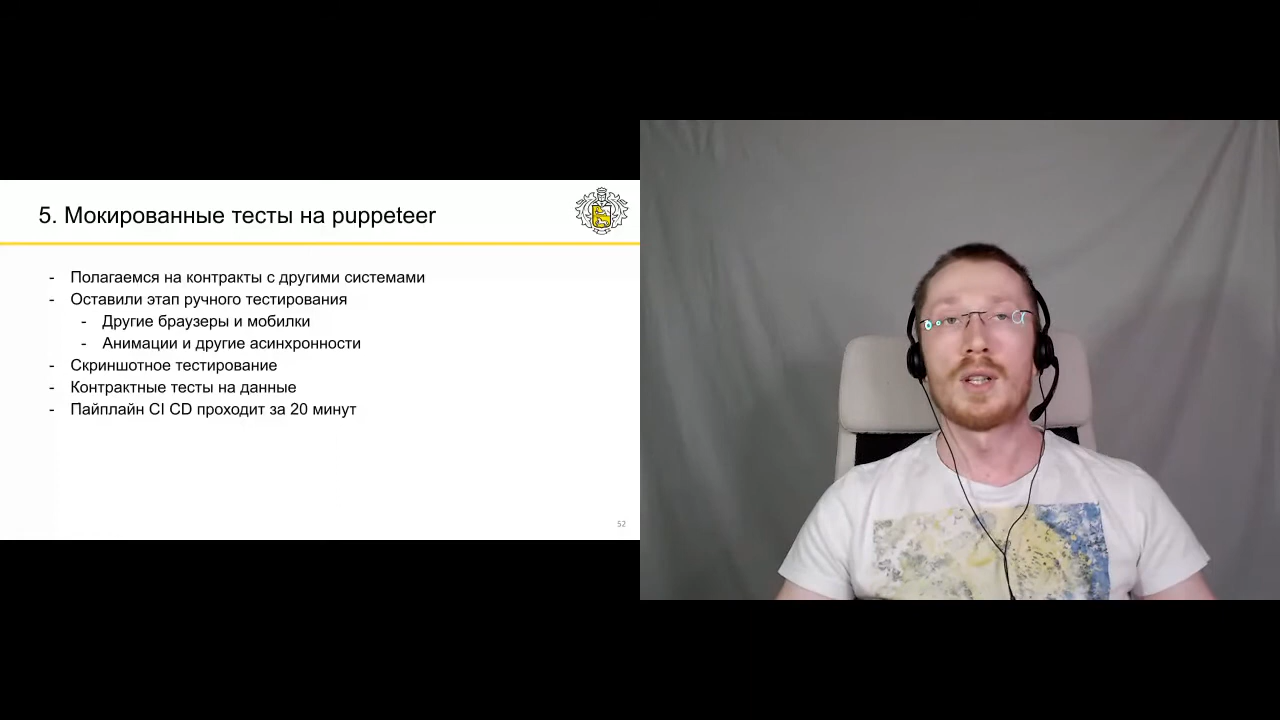 5. Мокированные тесты на puppeteer
- Полагаемся на контракты с другими системами
- Оставили этап ручного тестирования
- Другие браузеры и мобилки
- Анимации и другие асинхронности
- Скриншотное тестирование
- Контрактные тесты на данные
- Пайплайн CI CD проходит за 20 минут
52